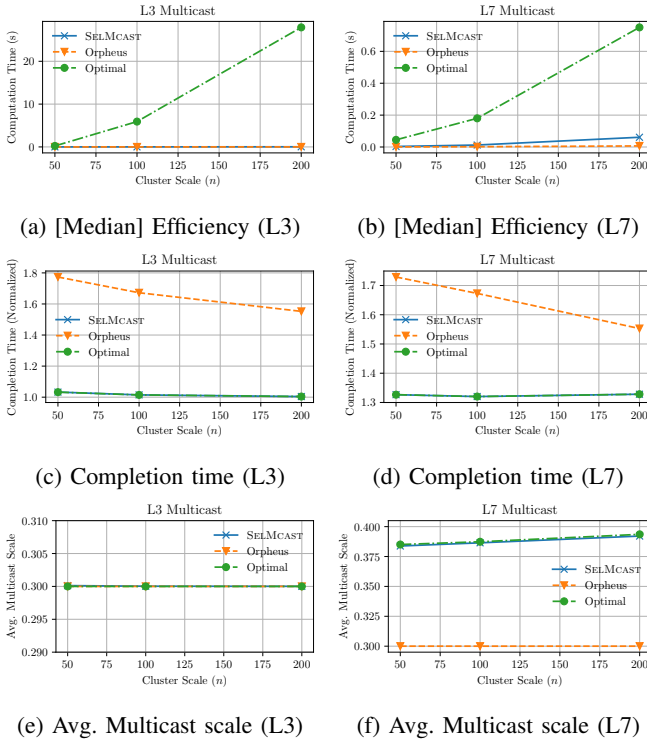 L3 Multicast
Computation Time (s)
20
10
0
SELMCAST
Orpheus
Optimal
50 75 100 125 150 175 200
Cluster Scale (n)
(a) [Median] Efficiency (L3)
L7 Multicast
Computation Time (s)
0.6
0.4
0.2
0.0
SELMCAST
Orpheus
Optimal
50 75 100 125 150 175 200
Cluster Scale (n)
(b) [Median] Efficiency (L7)
L3 Multicast
Completion Time (Normalized)
1.8
1.6
1.4
1.2
1.0
SELMCAST
Orpheus
Optimal
50 75 100 125 150 175 200
Cluster Scale (n)
(c) Completion time (L3)
L7 Multicast
Completion Time (Normalized)
1.7
1.6
1.5
1.4
1.3
SELMCAST
Orpheus
Optimal
50 75 100 125 150 175 200
Cluster Scale (n)
(d) Completion time (L7)
L3 Multicast
Avg. Multicast Scale
0.310
0.305
0.300
0.295
0.290
SELMCAST
Orpheus
Optimal
50 75 100 125 150 175 200
Cluster Scale (n)
(e) Avg. Multicast scale (L3)
L7 Multicast
Avg. Multicast Scale
0.400
0.375
0.350
0.325
0.300
SELMCAST
Orpheus
Optimal
50 75 100 125 150 175 200
Cluster Scale (n)
(f) Avg. Multicast scale (L7)